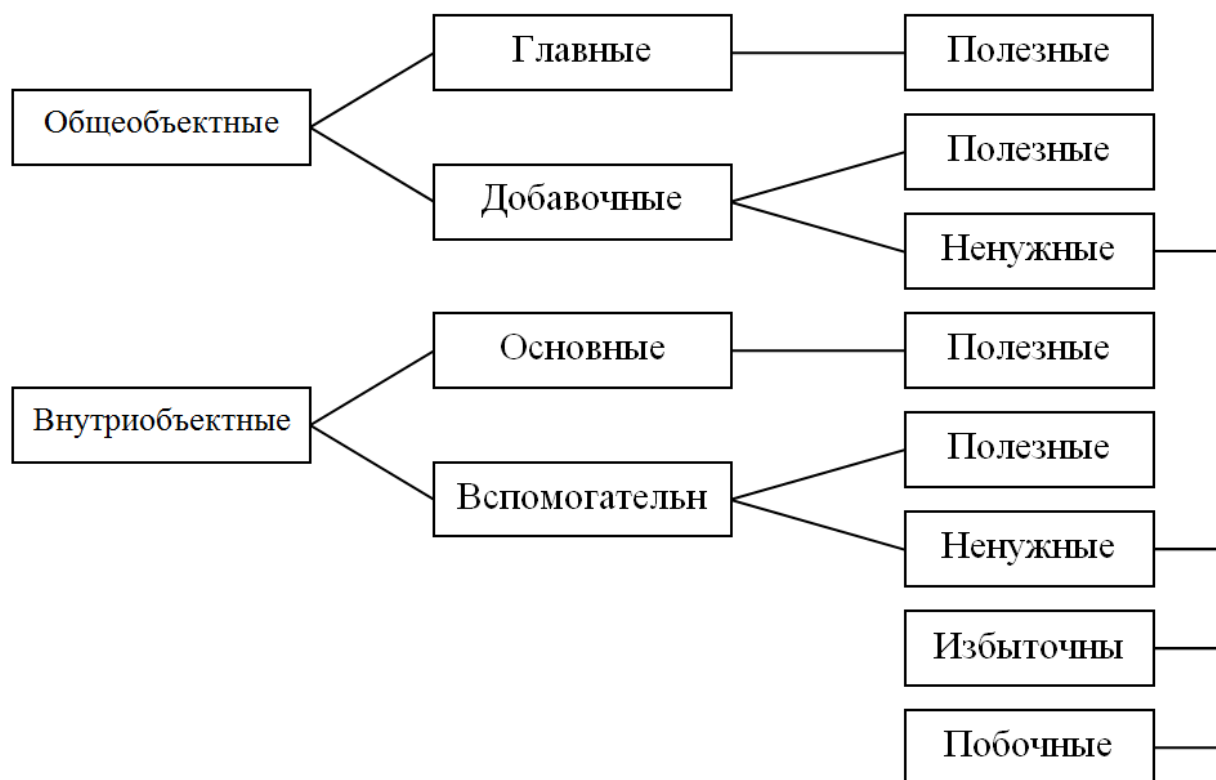 Главные
Полезные
Общеобъектные
Полезные
Добавочные
Ненужные
Основные
Полезные
Внутриобъектные
Полезные
Вспомогательн
Ненужные
Избыточны
Побочные